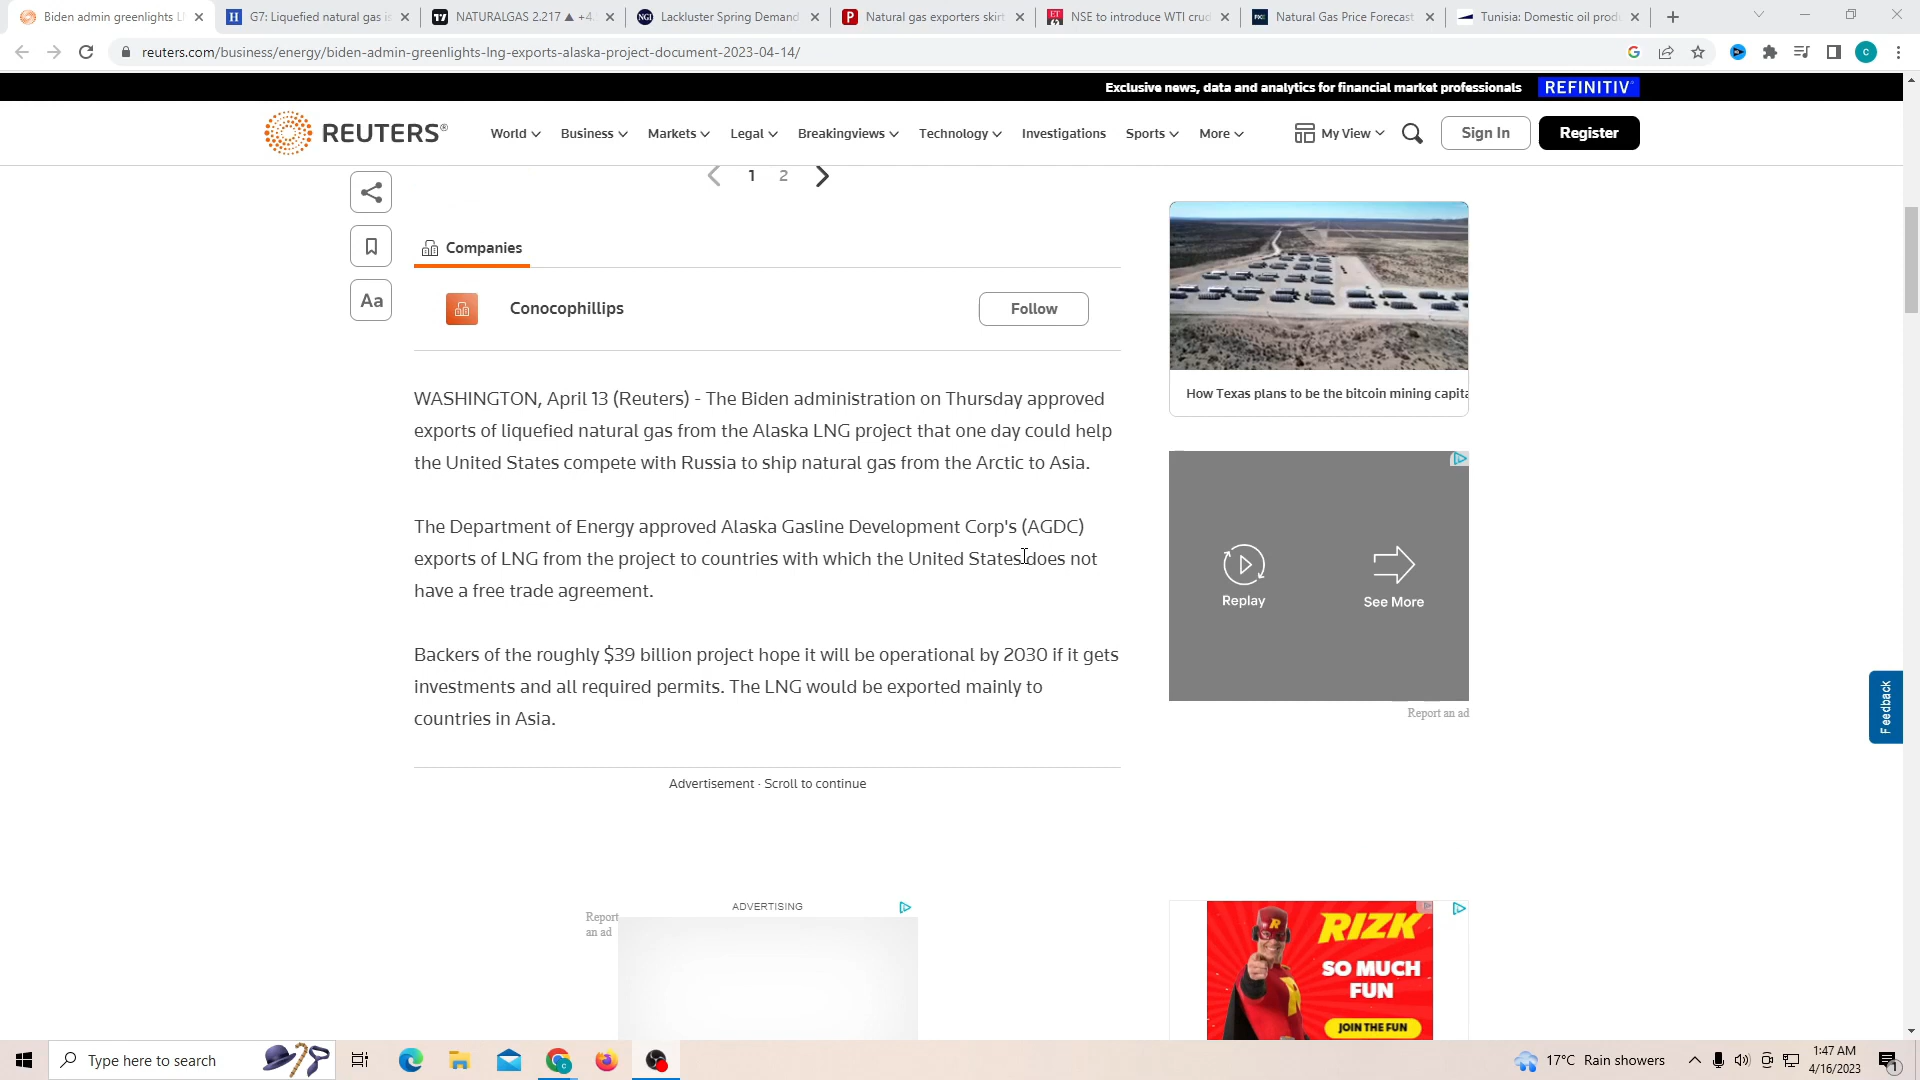 Biden admin greenlights L
G7: Liquefied natural gas is
NATURALGAS 2.217 ▲ +4.
Lackluster Spring Demand
Natural gas exporters skirt
NSE to introduce WTI crud
Natural Gas Price Forecast
Tunisia: Domestic oil produ
reuters.com/business/energy/biden-admin-greenlights-lng-exports-alaska-project-document-2023-04-14/
Exclusive news, data and analytics for financial market professionals REFINITIV
REUTERS®
World Business Markets Legal Breakingviews Technology Investigations Sports More My View Sign In Register
1 2
Companies
Aa
Conocophillips Follow
How Texas plans to be the bitcoin mining capita
WASHINGTON, April 13 (Reuters) - The Biden administration on Thursday approved
exports of liquefied natural gas from the Alaska LNG project that one day could help
the United States compete with Russia to ship natural gas from the Arctic to Asia.
The Department of Energy approved Alaska Gasline Development Corp's (AGDC)
exports of LNG from the project to countries with which the United States does not
have a free trade agreement.
Replay See More
Backers of the roughly $39 billion project hope it will be operational by 2030 if it gets
investments and all required permits. The LNG would be exported mainly to
countries in Asia.
Report an ad
Feedback
Advertisement · Scroll to continue
ADVERTISING
Report
an ad
R
RIZK
SO MUCH
FUN
JOIN THE FUN
Type here to search
17°C Rain showers
1:47 AM
4/16/2023
1